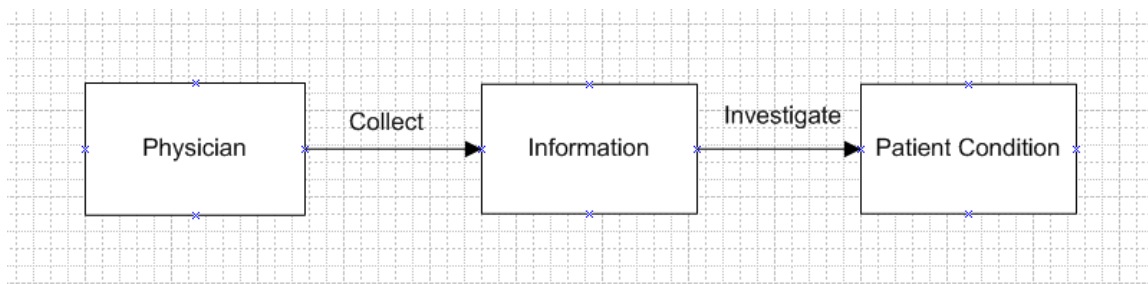 Physician
Collect
Information
Investigate
Patient Condition